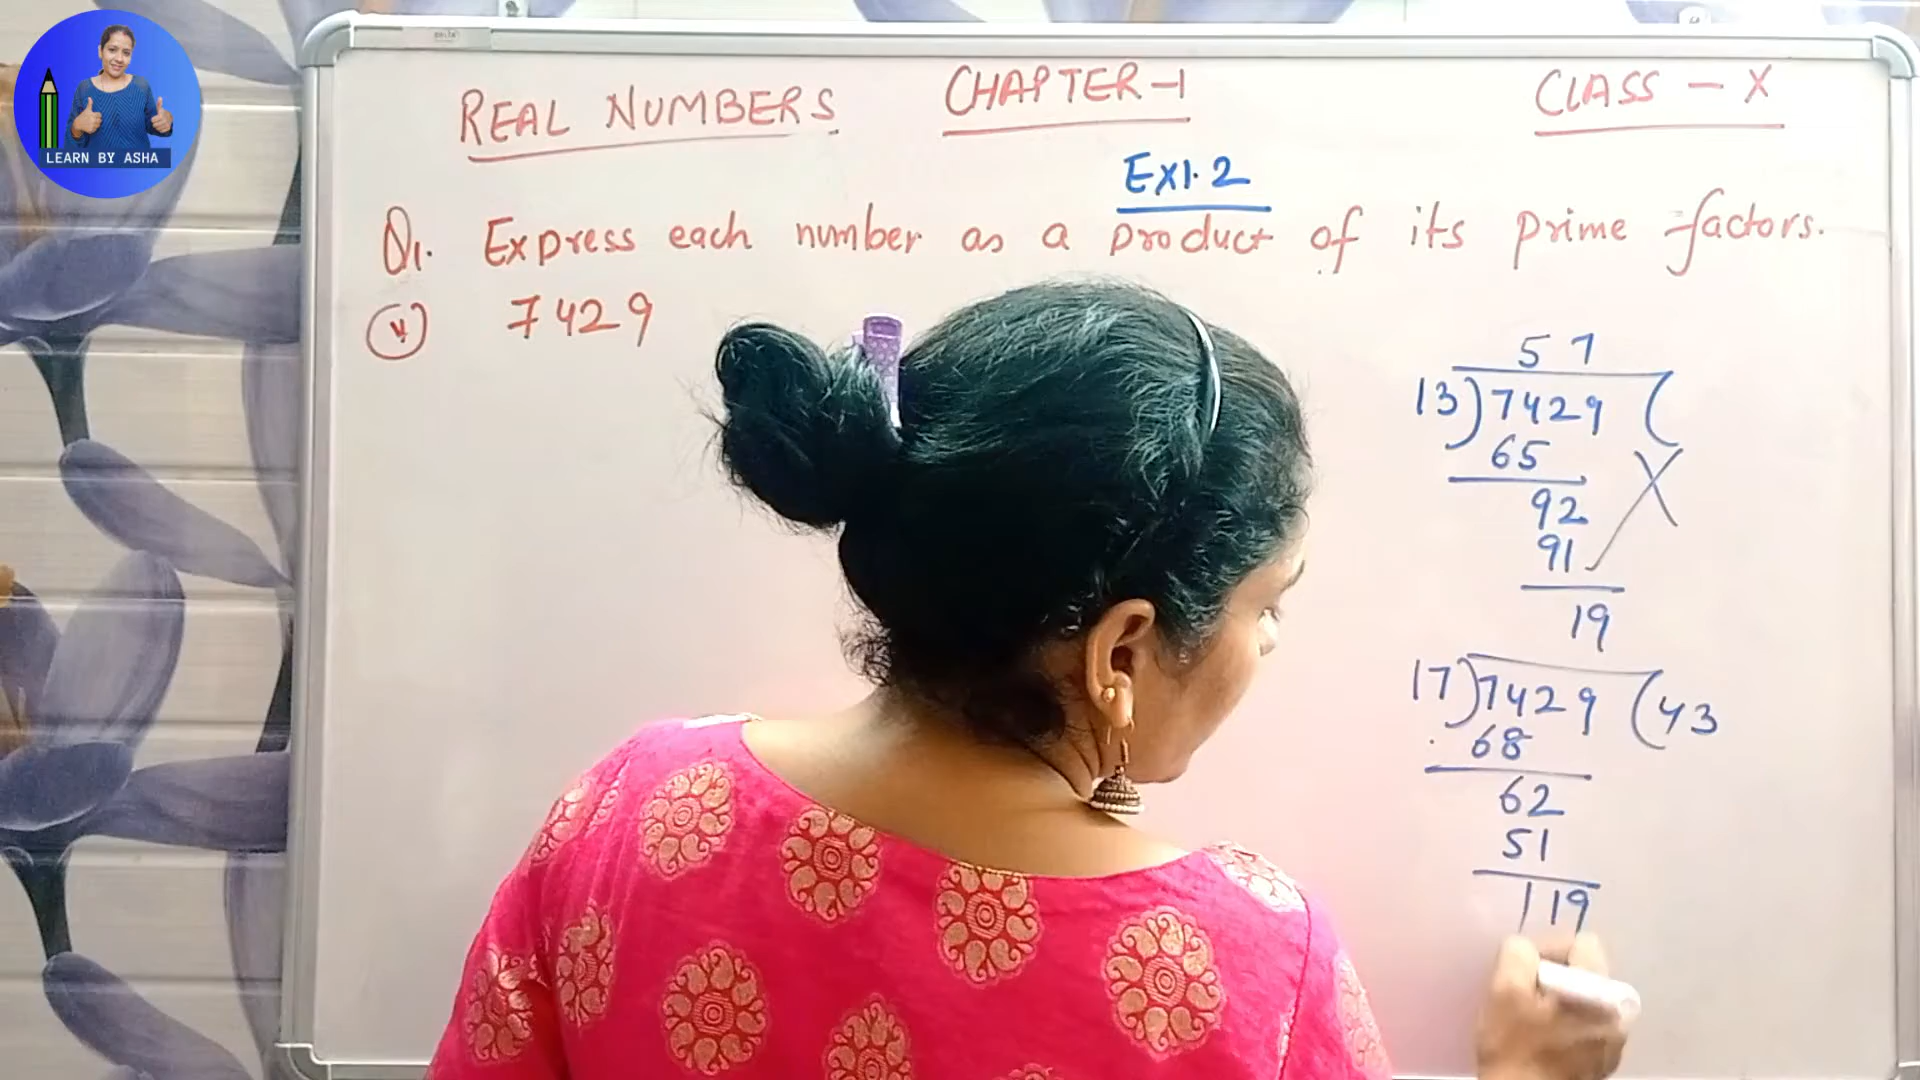 LEARN BY ASHA
DELTA
REAL NUMBERS CHAPTER-1 CLASS - X
EX1.2
Q1. Express each number as a product of its prime factors.
(v) 7429
57
13)7429(
65
92
91
19
17)7429(43
68
62
51
119